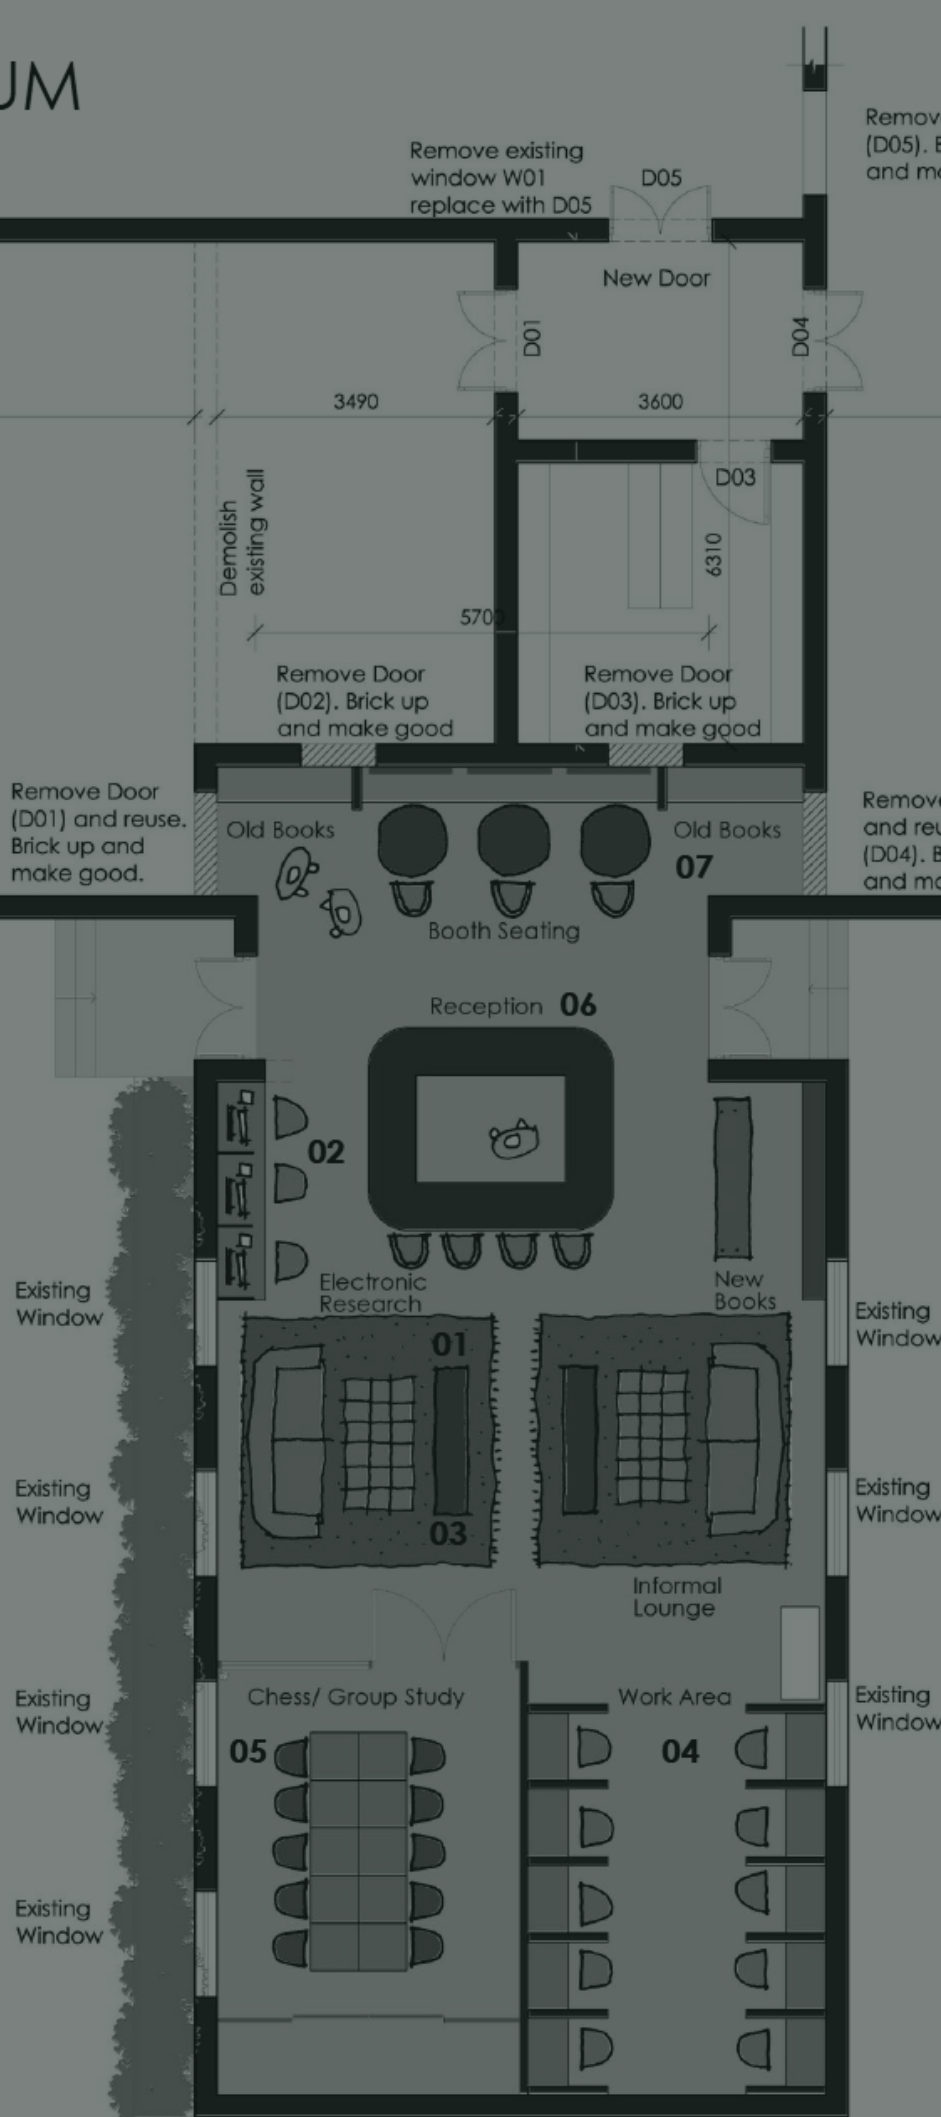 UM
Remove existing
window W01
replace with D05
D05
Remov
(D05). B
and ma
New Door
D01
D04
3490
3600
D03
Demolish
existing wall
6310
5700
Remove Door
(D02). Brick up
and make good
Remove Door
(D03). Brick up
and make good
Remove Door
(D01) and reuse.
Brick up and
make good.
Remove
and reu
(D04). B
and ma
Old Books
Old Books
07
Booth Seating
Reception 06
02
Electronic
Research
New
Books
Existing
Window
Existing
Window
01
03
Existing
Window
Existing
Window
Informal
Lounge
Chess/ Group Study
Work Area
Existing
Window
Existing
Window
05
04
Existing
Window